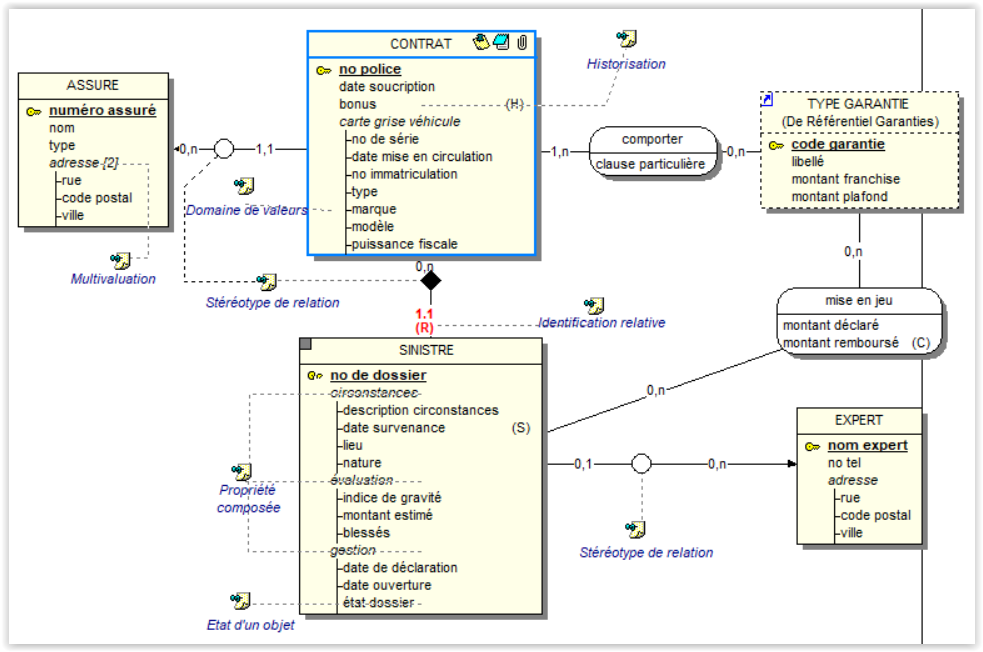 CONTRAT
no police
date soucription
bonus (H)
carte grise véhicule
no de série
date mise en circulation
no immatriculation
type
marque
modèle
puissance fiscale
Historisation
ASSURE
numéro assuré
nom
type
adresse {2}
rue
code postal
ville
0,n
1,1
Domaine de valeurs
Multivaluation
Stéréotype de relation
1,n
comporter
clause particulière
0,n
TYPE GARANTIE
(De Référentiel Garanties)
code garantie
libellé
montant franchise
montant plafond
0,n
0,n
1.1
(R)
Identification relative
mise en jeu
montant déclaré
montant remboursé (C)
0,n
SINISTRE
no de dossier
circonstances
description circonstances
date survenance (S)
lieu
nature
évaluation
indice de gravité
montant estimé
blessés
gestion
date de déclaration
date ouverture
état dossier
Propriété
composée
Etat d'un objet
0,1
0,n
Stéréotype de relation
EXPERT
nom expert
no tel
adresse
rue
code postal
ville